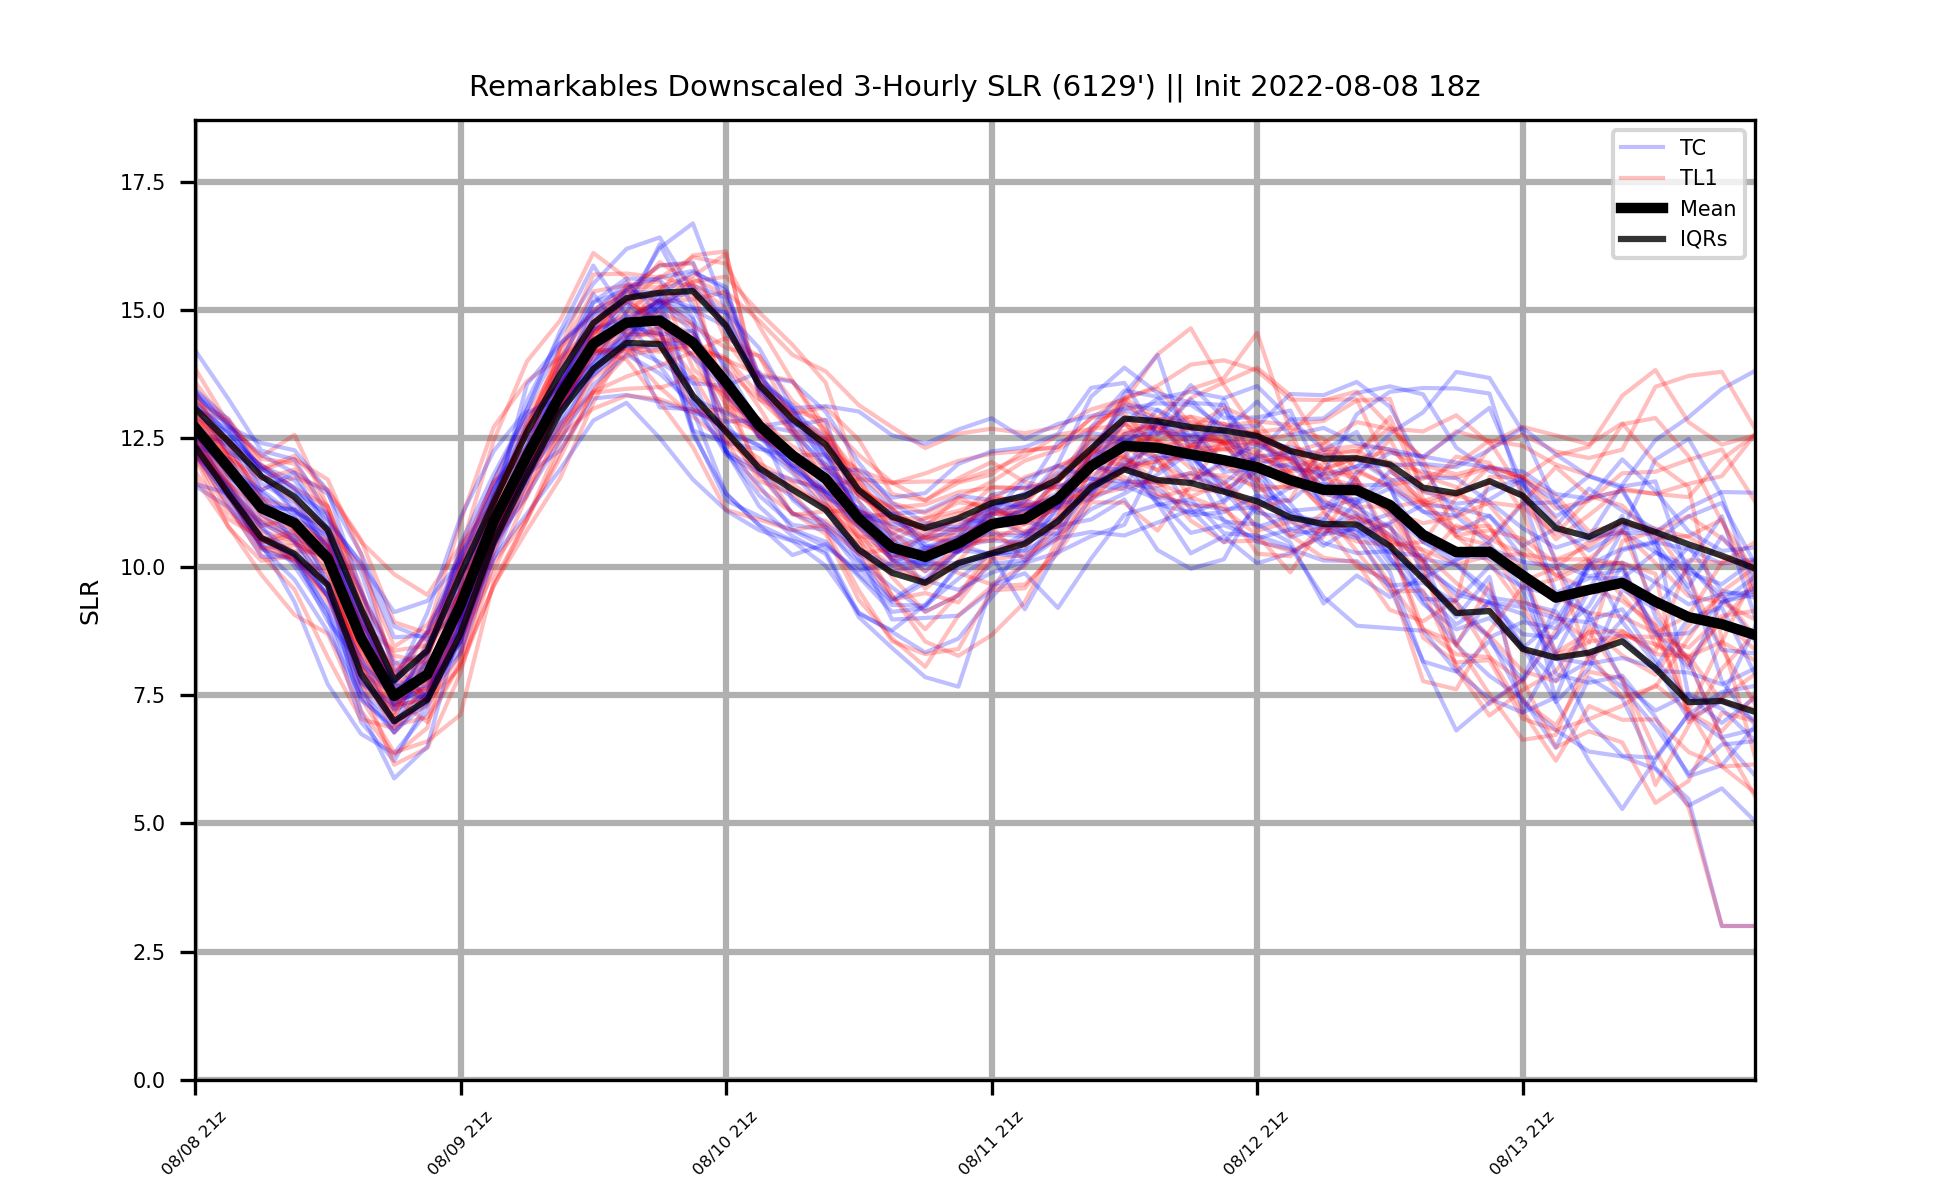 Remarkables Downscaled 3-Hourly SLR (6129') || Init 2022-08-08 18z
TC
TL1
Mean
IQRs
SLR
17.5
15.0
12.5
10.0
7.5
5.0
2.5
0.0
08/08 21z
08/09 21z
08/10 21z
08/11 21z
08/12 21z
08/13 21z